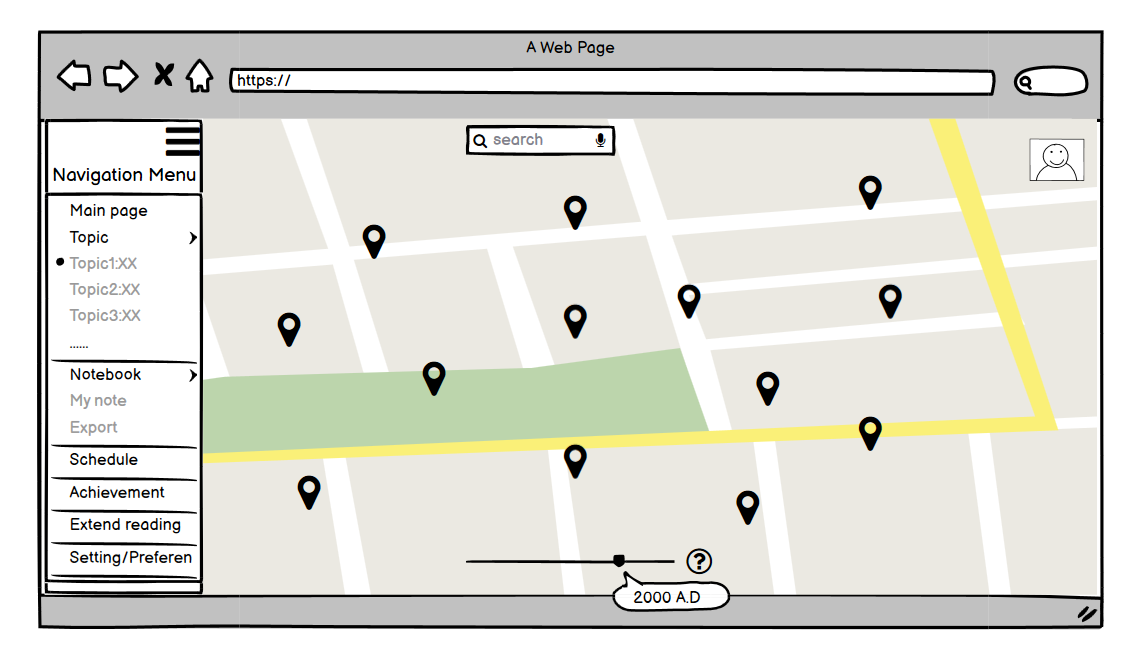 A Web Page
https://
search
Navigation Menu
Main page
Topic
Topic1:XX
Topic2:XX
Topic3:XX
......
Notebook
My note
Export
Schedule
Achievement
Extend reading
Setting/Preferen
?
2000 A.D